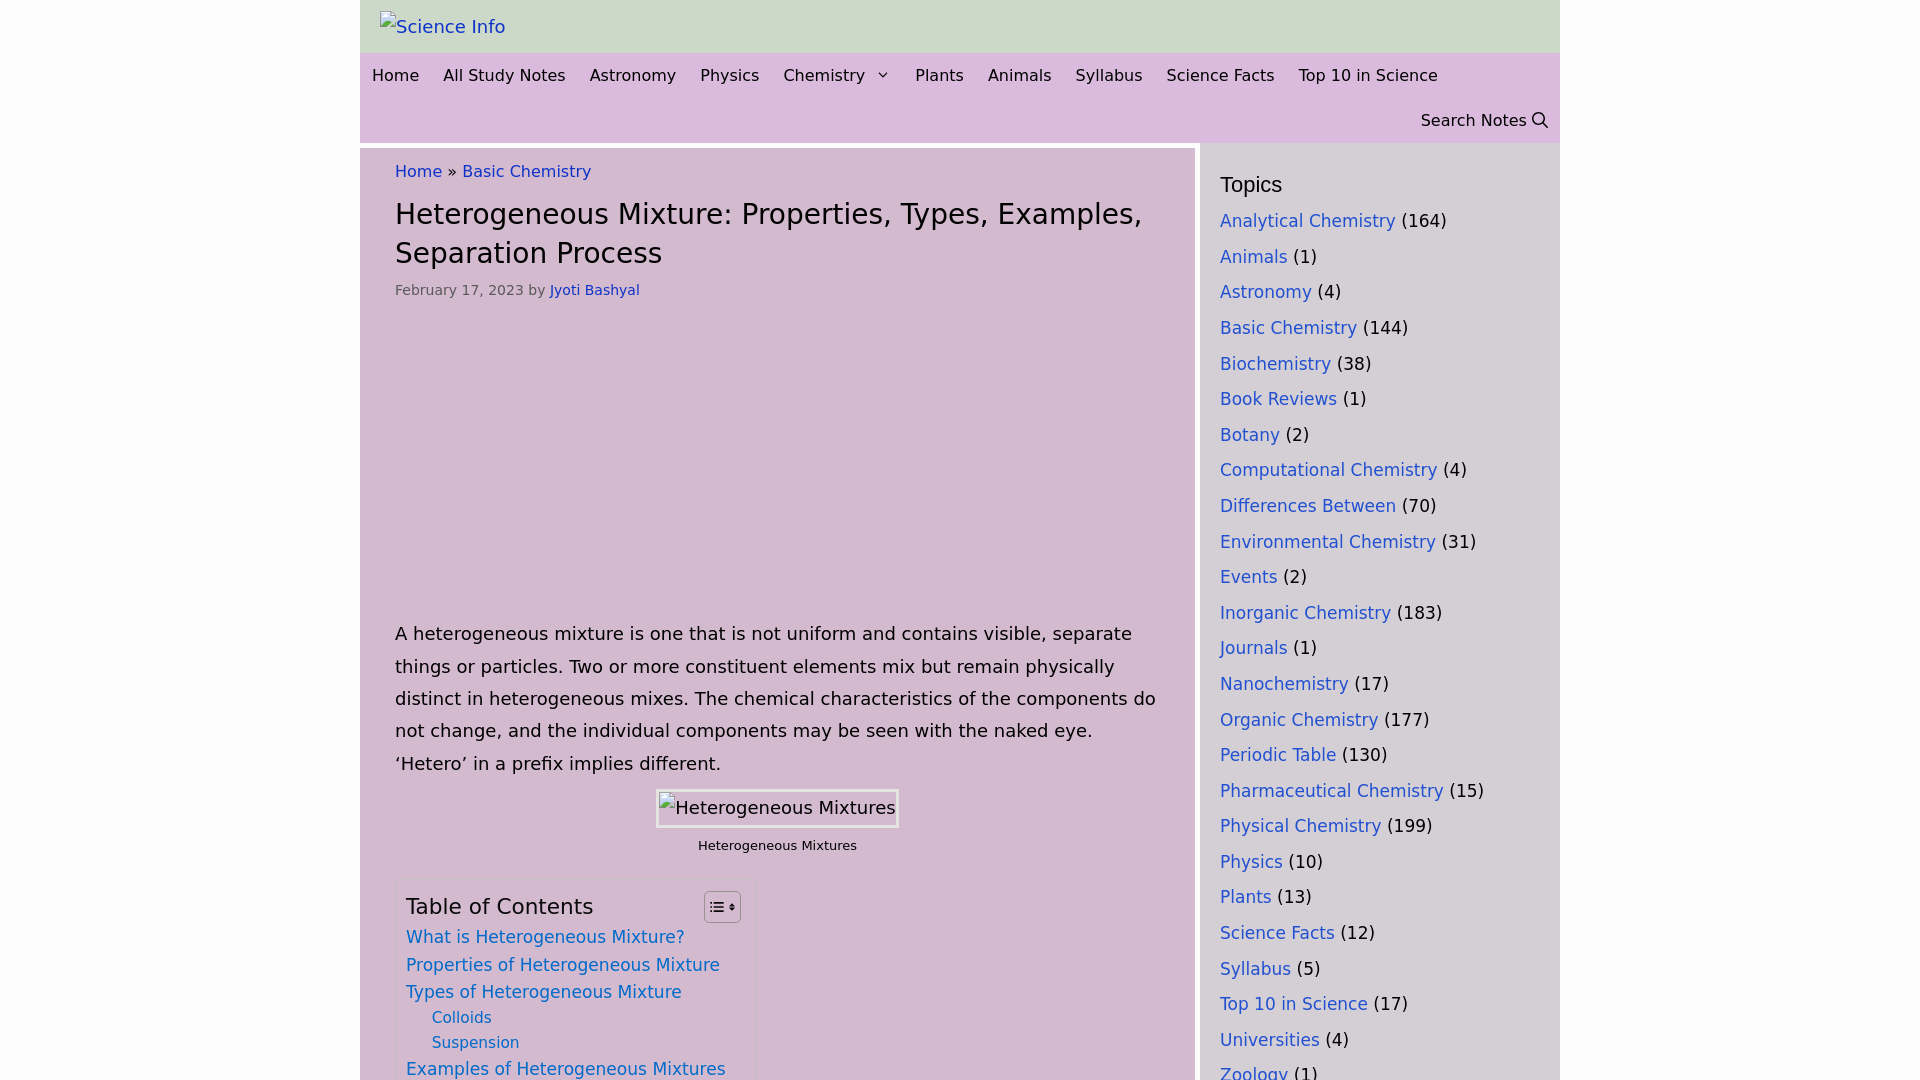 Science Info
Home All Study Notes Astronomy Physics Chemistry Plants Animals Syllabus Science Facts Top 10 in Science
Search Notes
Home » Basic Chemistry
Heterogeneous Mixture: Properties, Types, Examples,
Separation Process
February 17, 2023 by Jyoti Bashyal
A heterogeneous mixture is one that is not uniform and contains visible, separate
things or particles. Two or more constituent elements mix but remain physically
distinct in heterogeneous mixes. The chemical characteristics of the components do
not change, and the individual components may be seen with the naked eye.
‘Hetero’ in a prefix implies different.
Heterogeneous Mixtures
Heterogeneous Mixtures
Table of Contents
What is Heterogeneous Mixture?
Properties of Heterogeneous Mixture
Types of Heterogeneous Mixture
Colloids
Suspension
Examples of Heterogeneous Mixtures
Topics
Analytical Chemistry (164)
Animals (1)
Astronomy (4)
Basic Chemistry (144)
Biochemistry (38)
Book Reviews (1)
Botany (2)
Computational Chemistry (4)
Differences Between (70)
Environmental Chemistry (31)
Events (2)
Inorganic Chemistry (183)
Journals (1)
Nanochemistry (17)
Organic Chemistry (177)
Periodic Table (130)
Pharmaceutical Chemistry (15)
Physical Chemistry (199)
Physics (10)
Plants (13)
Science Facts (12)
Syllabus (5)
Top 10 in Science (17)
Universities (4)
Zoology (1)